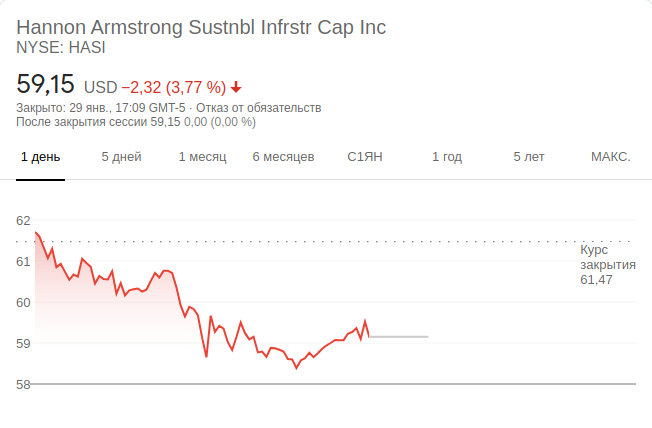 Hannon Armstrong Sustnbl Infrstr Cap Inc
NYSE: HASI
59,15 USD −2,32 (3,77 %)
Закрыто: 29 янв., 17:09 GMT-5 · Отказ от обязательств
После закрытия сессии 59,15 0,00 (0,00 %)
1 день 5 дней 1 месяц 6 месяцев С1ЯН 1 год 5 лет МАКС.
62
61
60
59
58
Курс
закрытия
61,47